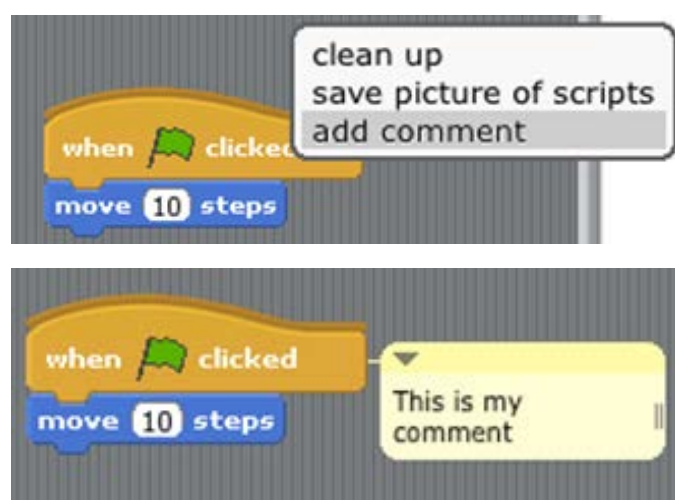 clean up
save picture of scripts
add comment
when clicked
move 10 steps
when clicked
This is my
comment
move 10 steps